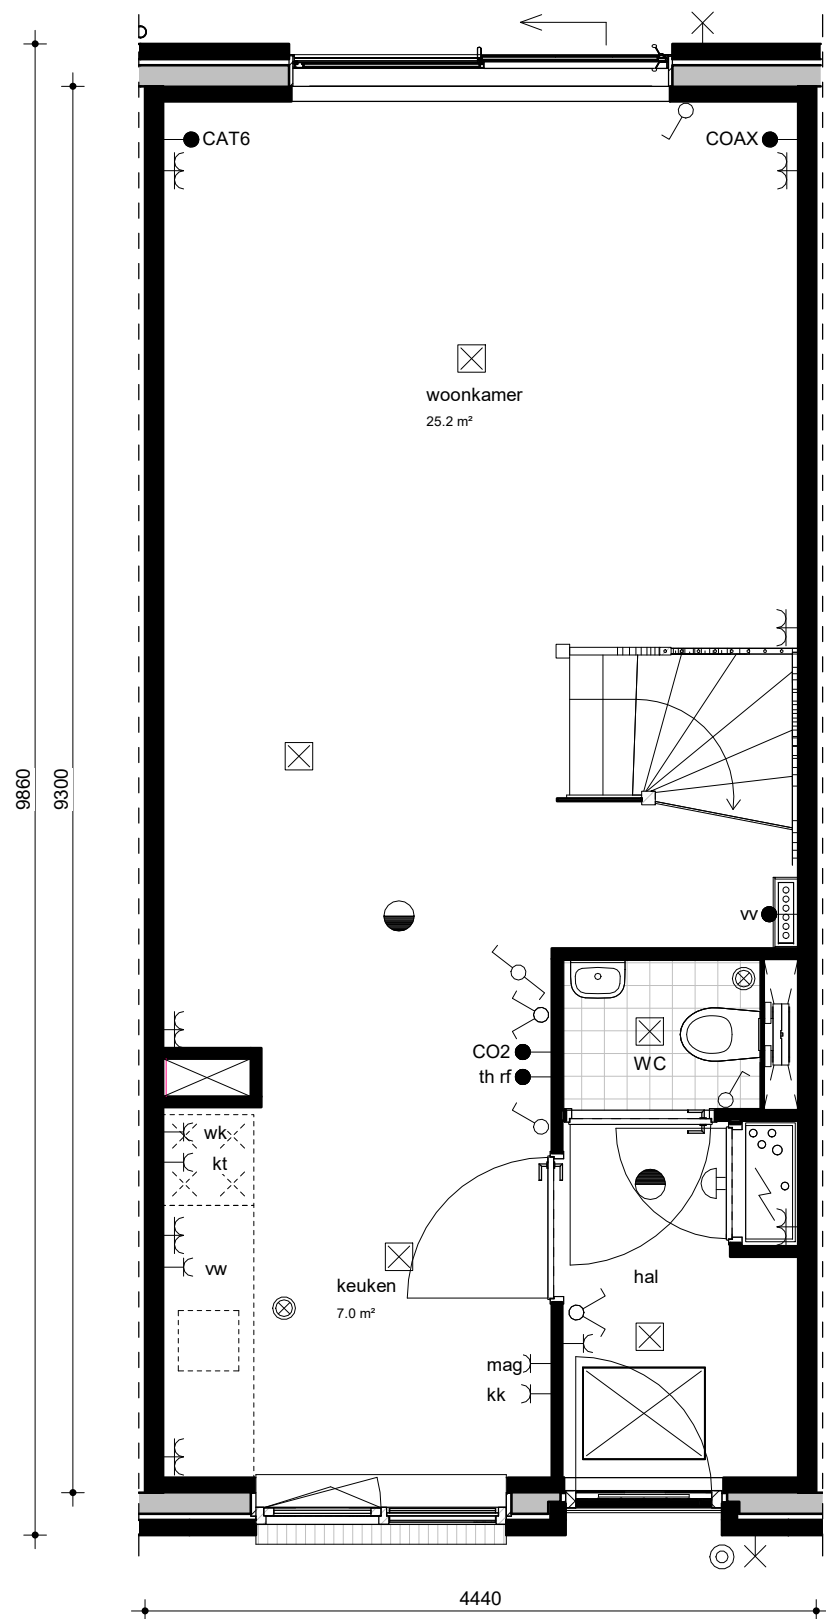 CAT6
COAX
woonkamer
25.2 m²
9860
9300
vv
CO2
th rf
WC
wk
kt
vw
keuken
7.0 m²
hal
mag
kk
4440